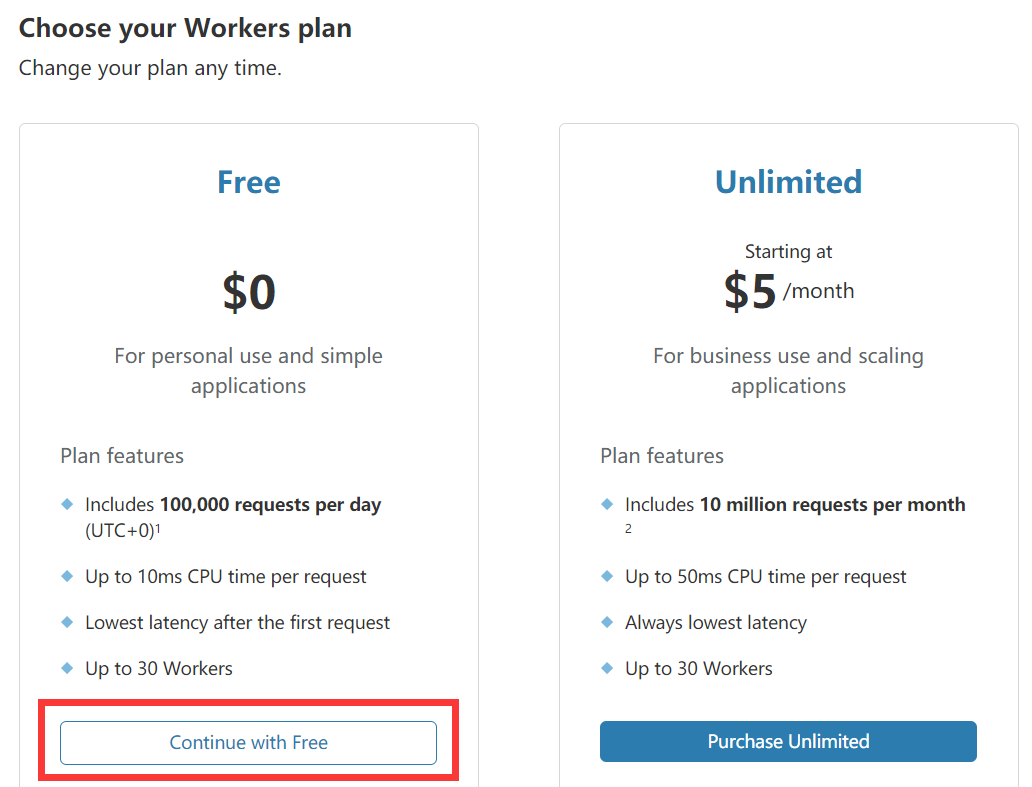 Choose your Workers plan
Change your plan any time.
Free
$0
For personal use and simple
applications
Plan features
Includes 100,000 requests per day
(UTC+0)¹
Up to 10ms CPU time per request
Lowest latency after the first request
Up to 30 Workers
Continue with Free
Unlimited
Starting at
$5 /month
For business use and scaling
applications
Plan features
Includes 10 million requests per month
2
Up to 50ms CPU time per request
Always lowest latency
Up to 30 Workers
Purchase Unlimited